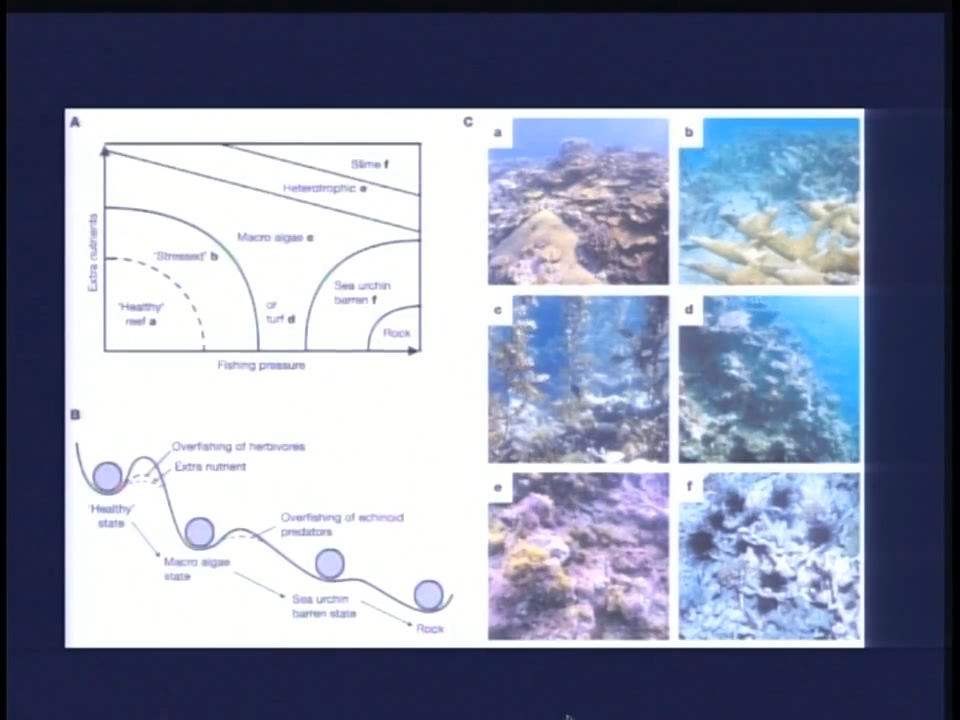 A
Slime f
Heterotrophic e
Macro algae c
'Stressed' b
Sea urchin
barren f
'Healthy'
reef a
or
turf d
Rock
Extra nutrients
Fishing pressure
B
Overfishing of herbivores
Extra nutrient
'Healthy'
state
Overfishing of echinoid
predators
Macro algae
state
Sea urchin
barren state
Rock
C
a
b
c
d
e
f